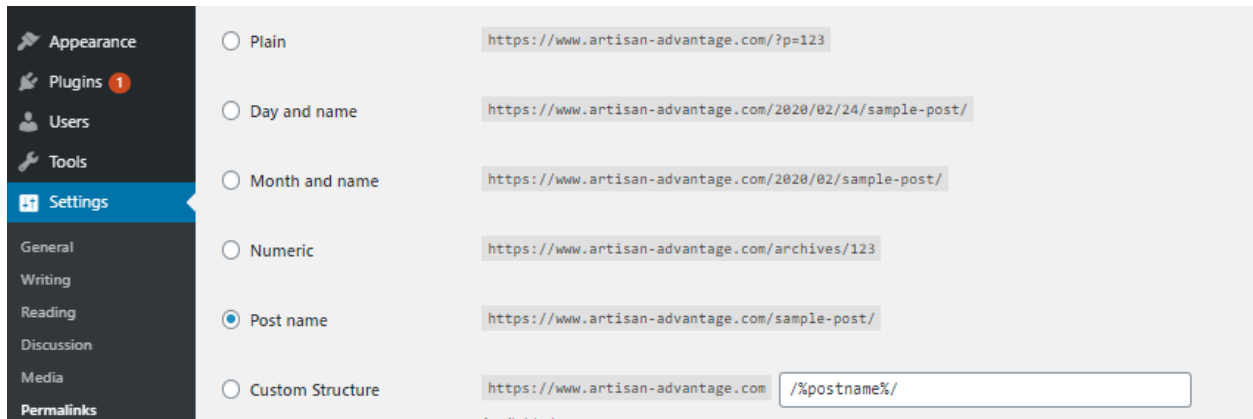 Appearance
Plugins 1
Users
Tools
Settings
General
Writing
Reading
Discussion
Media
Permalinks
Plain https://www.artisan-advantage.com/?p=123
Day and name https://www.artisan-advantage.com/2020/02/24/sample-post/
Month and name https://www.artisan-advantage.com/2020/02/sample-post/
Numeric https://www.artisan-advantage.com/archives/123
Post name https://www.artisan-advantage.com/sample-post/
Custom Structure https://www.artisan-advantage.com /%postname%/